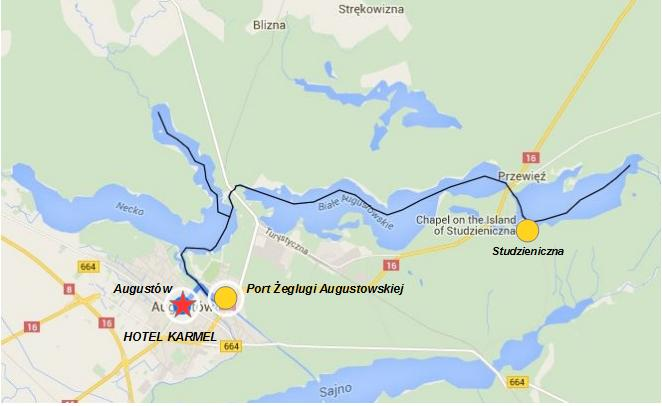 Strękowizna
Blizna
16
Przewięź
Necko
Białe Augustowskie
Chapel on the Island
of Studzieniczna
Studzieniczna
Turystyczna
16
664
Augustów
Port Żeglugi Augustowskiej
8
Augustów
16
HOTEL KARMEL
664
664
Sajno